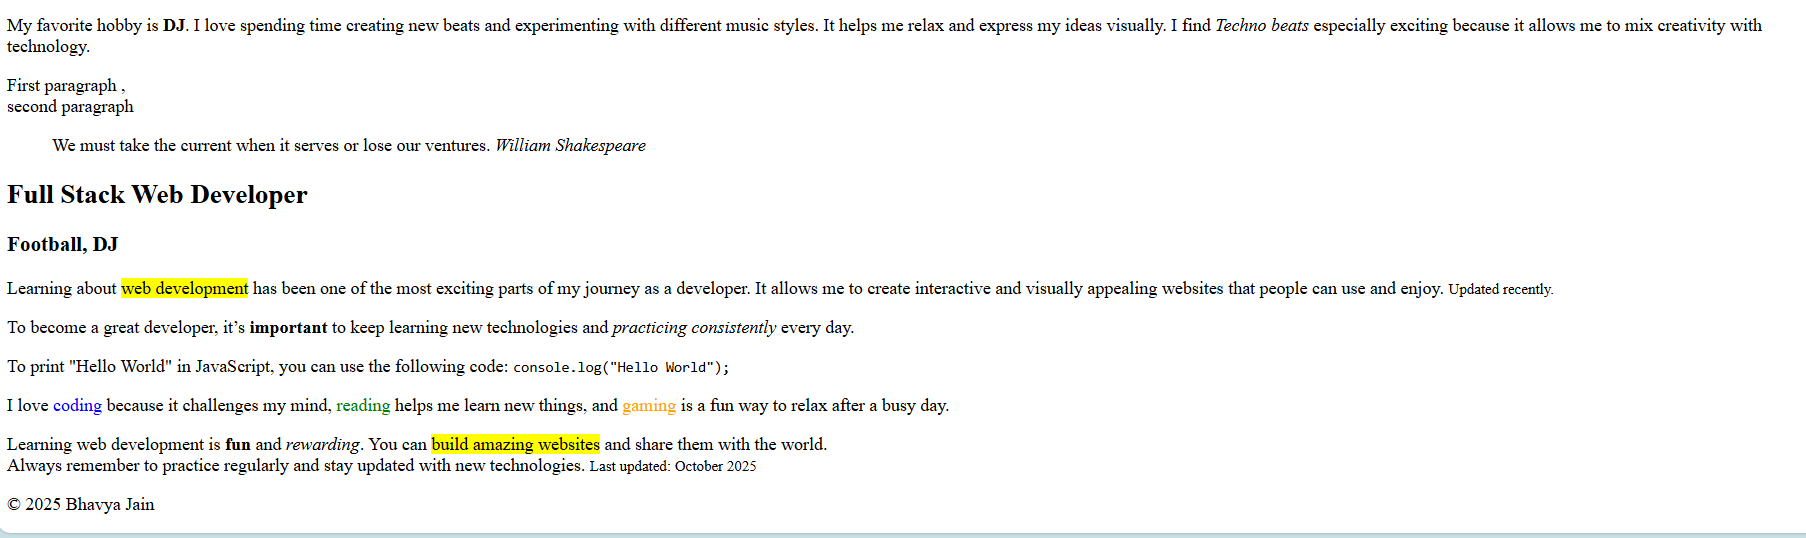 My favorite hobby is DJ. I love spending time creating new beats and experimenting with different music styles. It helps me relax and express my ideas visually. I find Techno beats especially exciting because it allows me to mix creativity with
technology.
First paragraph ,
second paragraph
We must take the current when it serves or lose our ventures. William Shakespeare
Full Stack Web Developer
Football, DJ
Learning about web development has been one of the most exciting parts of my journey as a developer. It allows me to create interactive and visually appealing websites that people can use and enjoy. Updated recently.
To become a great developer, it’s important to keep learning new technologies and practicing consistently every day.
To print "Hello World" in JavaScript, you can use the following code: console.log("Hello World");
I love coding because it challenges my mind, reading helps me learn new things, and gaming is a fun way to relax after a busy day.
Learning web development is fun and rewarding. You can build amazing websites and share them with the world.
Always remember to practice regularly and stay updated with new technologies. Last updated: October 2025
© 2025 Bhavya Jain